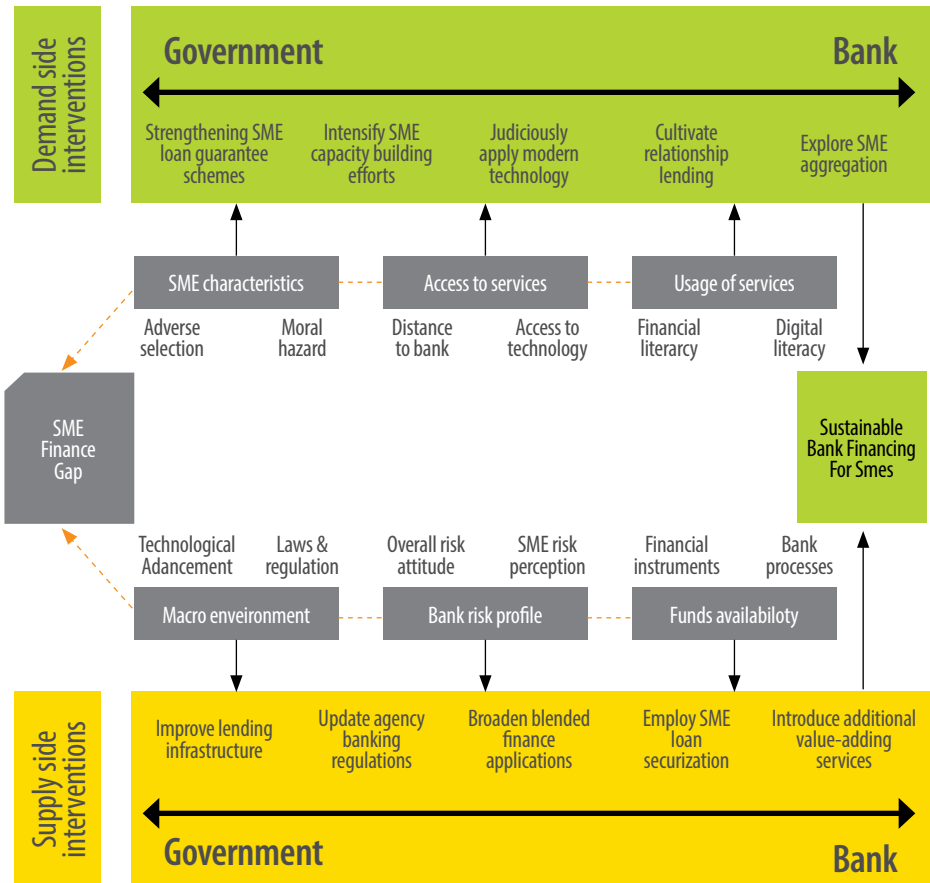 Demand side
interventions
Government
Bank
Strengthening SME
loan guarantee
schemes
Intensify SME
capacity building
efforts
Judiciously
apply modern
technology
Cultivate
relationship
lending
Explore SME
aggregation
SME characteristics
Access to services
Usage of services
Adverse
selection
Moral
hazard
Distance
to bank
Access to
technology
Financial
literarcy
Digital
literacy
SME
Finance
Gap
Sustainable
Bank Financing
For Smes
Technological
Adancement
Laws &
regulation
Overall risk
attitude
SME risk
perception
Financial
instruments
Bank
processes
Macro enveironment
Bank risk profile
Funds availabiloty
Supply side
interventions
Improve lending
infrastructure
Update agency
banking
regulations
Broaden blended
finance
applications
Employ SME
loan
securization
Introduce additional
value-adding
services
Government
Bank